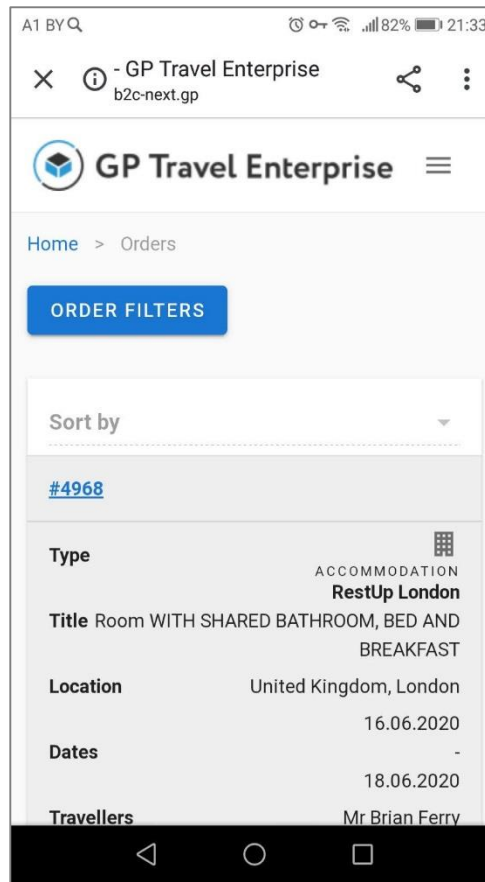 A1 BY 82% 21:33
- GP Travel Enterprise
b2c-next.gp
GP Travel Enterprise
Home > Orders
ORDER FILTERS
Sort by
#4968
Type
ACCOMMODATION
RestUp London
Title Room WITH SHARED BATHROOM, BED AND
BREAKFAST
Location United Kingdom, London
16.06.2020
Dates -
18.06.2020
Travellers Mr Brian Ferry